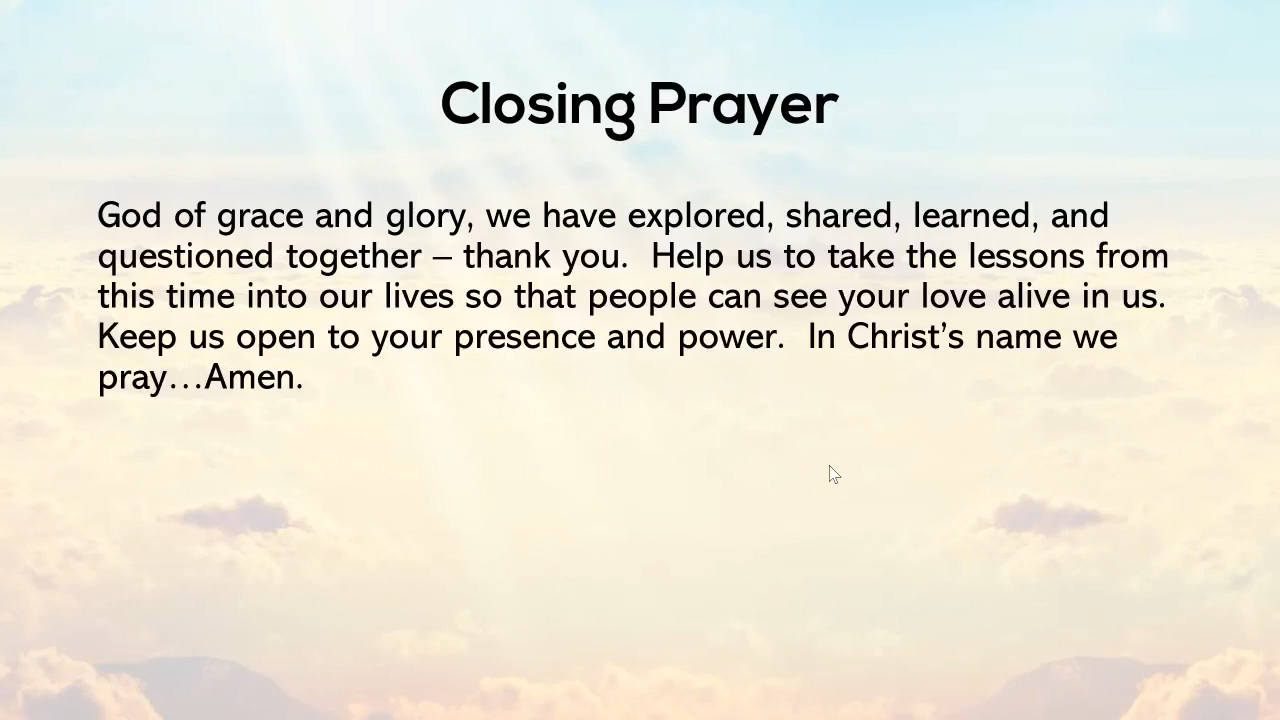 Closing Prayer
God of grace and glory, we have explored, shared, learned, and
questioned together – thank you.  Help us to take the lessons from
this time into our lives so that people can see your love alive in us.
Keep us open to your presence and power.  In Christ’s name we
pray…Amen.